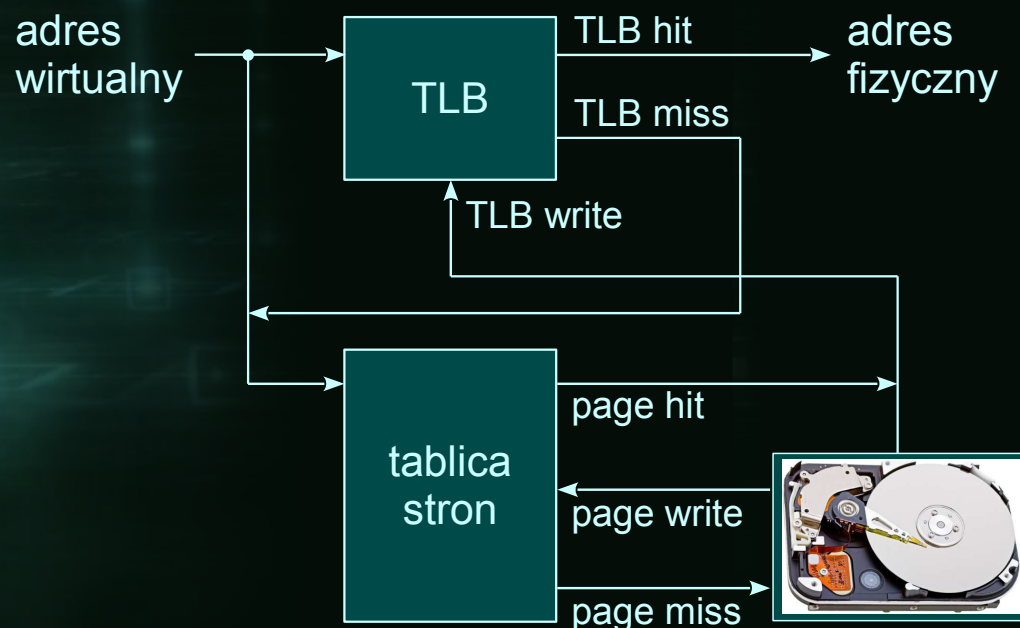 adres
wirtualny
TLB hit
adres
fizyczny
TLB
TLB miss
TLB write
tablica
stron
page hit
page write
page miss